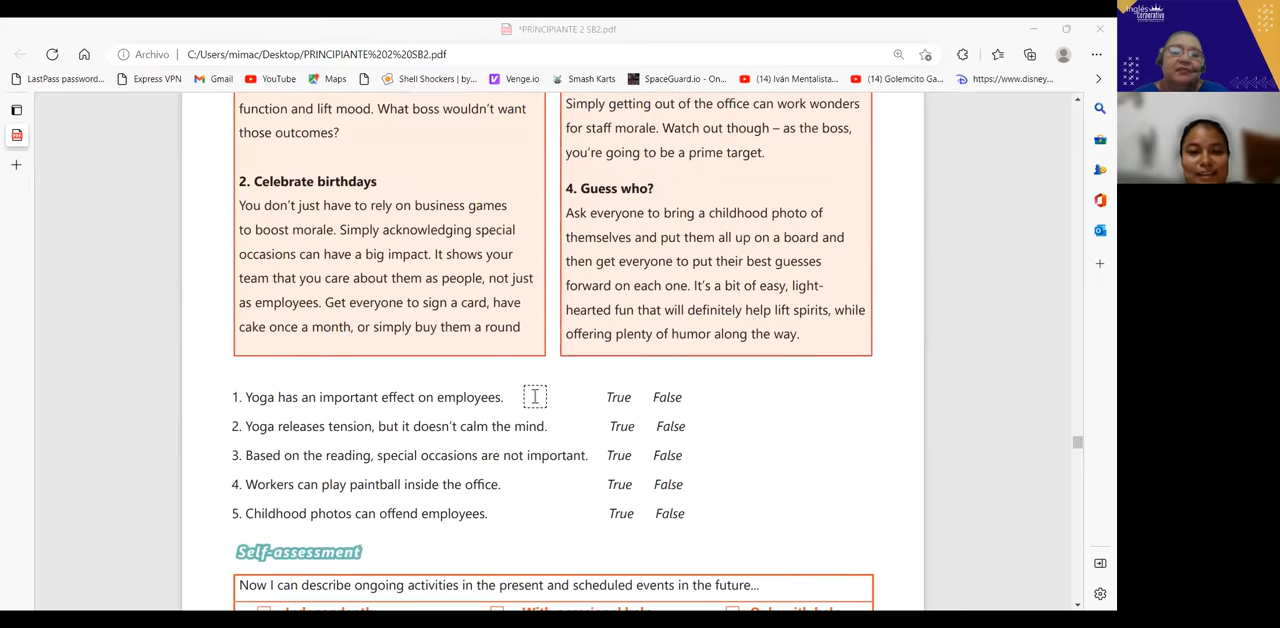 *PRINCIPIANTE 2 SB2.pdf
Archivo
C:/Users/mimac/Desktop/PRINCIPIANTE%202%20SB2.pdf
LastPass password...
Express VPN
Gmail
YouTube
Maps
Shell Shockers | by...
Venge.io
Smash Karts
SpaceGuard.io - On...
(14) Iván Mentalista...
(14) Golemcito Ga...
https://www.disney...
function and lift mood. What boss wouldn't want
those outcomes?
2. Celebrate birthdays
You don't just have to rely on business games
to boost morale. Simply acknowledging special
occasions can have a big impact. It shows your
team that you care about them as people, not just
as employees. Get everyone to sign a card, have
cake once a month, or simply buy them a round
Simply getting out of the office can work wonders
for staff morale. Watch out though – as the boss,
you're going to be a prime target.
4. Guess who?
Ask everyone to bring a childhood photo of
themselves and put them all up on a board and
then get everyone to put their best guesses
forward on each one. It's a bit of easy, light-
hearted fun that will definitely help lift spirits, while
offering plenty of humor along the way.
1. Yoga has an important effect on employees. True False
2. Yoga releases tension, but it doesn't calm the mind. True False
3. Based on the reading, special occasions are not important. True False
4. Workers can play paintball inside the office. True False
5. Childhood photos can offend employees. True False
Self-assessment
Now I can describe ongoing activities in the present and scheduled events in the future...
Inglés
Corporativo